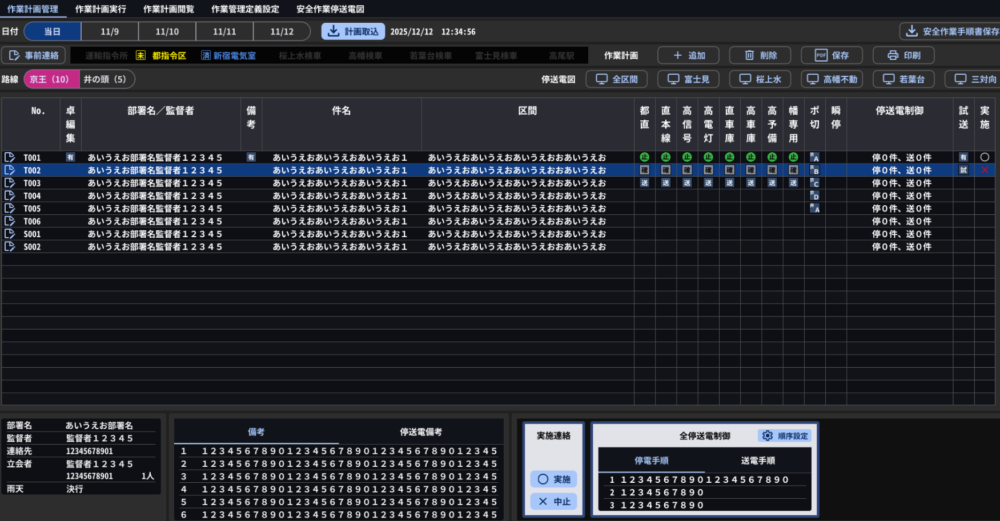 作業計画管理 作業計画実行 作業計画閲覧 作業管理定義設定 安全作業停送電図
日付 当日 11/9 11/10 11/11 11/12 計画取込 2025/12/12 12:34:56 安全作業手順書保存
事前連絡 運輸指令所 未 都指令区 済 新宿電気室 桜上水検車 高幡検車 若葉台検車 富士見検車 高尾駅 作業計画 追加 削除 PDF 保存 印刷
路線 京王（10） 井の頭（5） 停送電図 全区間 富士見 桜上水 高幡不動 若葉台 三対向
No. 卓編集 部署名／監督者 備考 件名 区間 都直 直本線 高信号 高電灯 直車庫 高車庫 高予備 幡専用 ポ切 瞬停 停送電制御 試送 実施
T001 有 あいうえお部署名監督者１２３４５ 有 あいうえおあいうえおあいうえお１ あいうえおあいうえおあいうえおおあいうえお 止 止 止 止 止 止 止 止 京A 停０件、送０件 有 ○
T002 あいうえお部署名監督者１２３４５ あいうえおあいうえおあいうえお１ あいうえおあいうえおあいうえおおあいうえお 確 確 確 確 確 確 確 確 京B 停０件、送０件 試 ×
T003 あいうえお部署名監督者１２３４５ あいうえおあいうえおあいうえお１ あいうえおあいうえおあいうえおおあいうえお 送 送 送 送 送 送 送 送 京C 停０件、送０件
T004 あいうえお部署名監督者１２３４５ あいうえおあいうえおあいうえお１ あいうえおあいうえおあいうえおおあいうえお 京D 停０件、送０件
T005 あいうえお部署名監督者１２３４５ あいうえおあいうえおあいうえお１ あいうえおあいうえおあいうえおおあいうえお 井A 停０件、送０件
T006 あいうえお部署名監督者１２３４５ あいうえおあいうえおあいうえお１ あいうえおあいうえおあいうえおおあいうえお 停０件、送０件
S001 あいうえお部署名監督者１２３４５ あいうえおあいうえおあいうえお１ あいうえおあいうえおあいうえおおあいうえお 停０件、送０件
S002 あいうえお部署名監督者１２３４５ あいうえおあいうえおあいうえお１ あいうえおあいうえおあいうえおおあいうえお 停０件、送０件
部署名 あいうえお部署名
監督者 監督者１２３４５
連絡先 12345678901
立会者 監督者１２３４５
12345678901 1人
雨天 決行
備考 停送電備考
1 １２３４５６７８９０１２３４５６７８９０１２３４５６７８９０１２３４５
2 １２３４５６７８９０１２３４５６７８９０１２３４５６７８９０１２３４５
3 １２３４５６７８９０１２３４５６７８９０１２３４５６７８９０１２３４５
4 １２３４５６７８９０１２３４５６７８９０１２３４５６７８９０１２３４５
5 １２３４５６７８９０１２３４５６７８９０１２３４５６７８９０１２３４５
6 １２３４５６７８９０１２３４５６７８９０１２３４５６７８９０１２３４５
実施連絡
実施
中止
全停送電制御 順序設定
停電手順 送電手順
1 １２３４５６７８９０１２３４５６７８９０
2 １２３４５６７８９０
3 １２３４５６７８９０